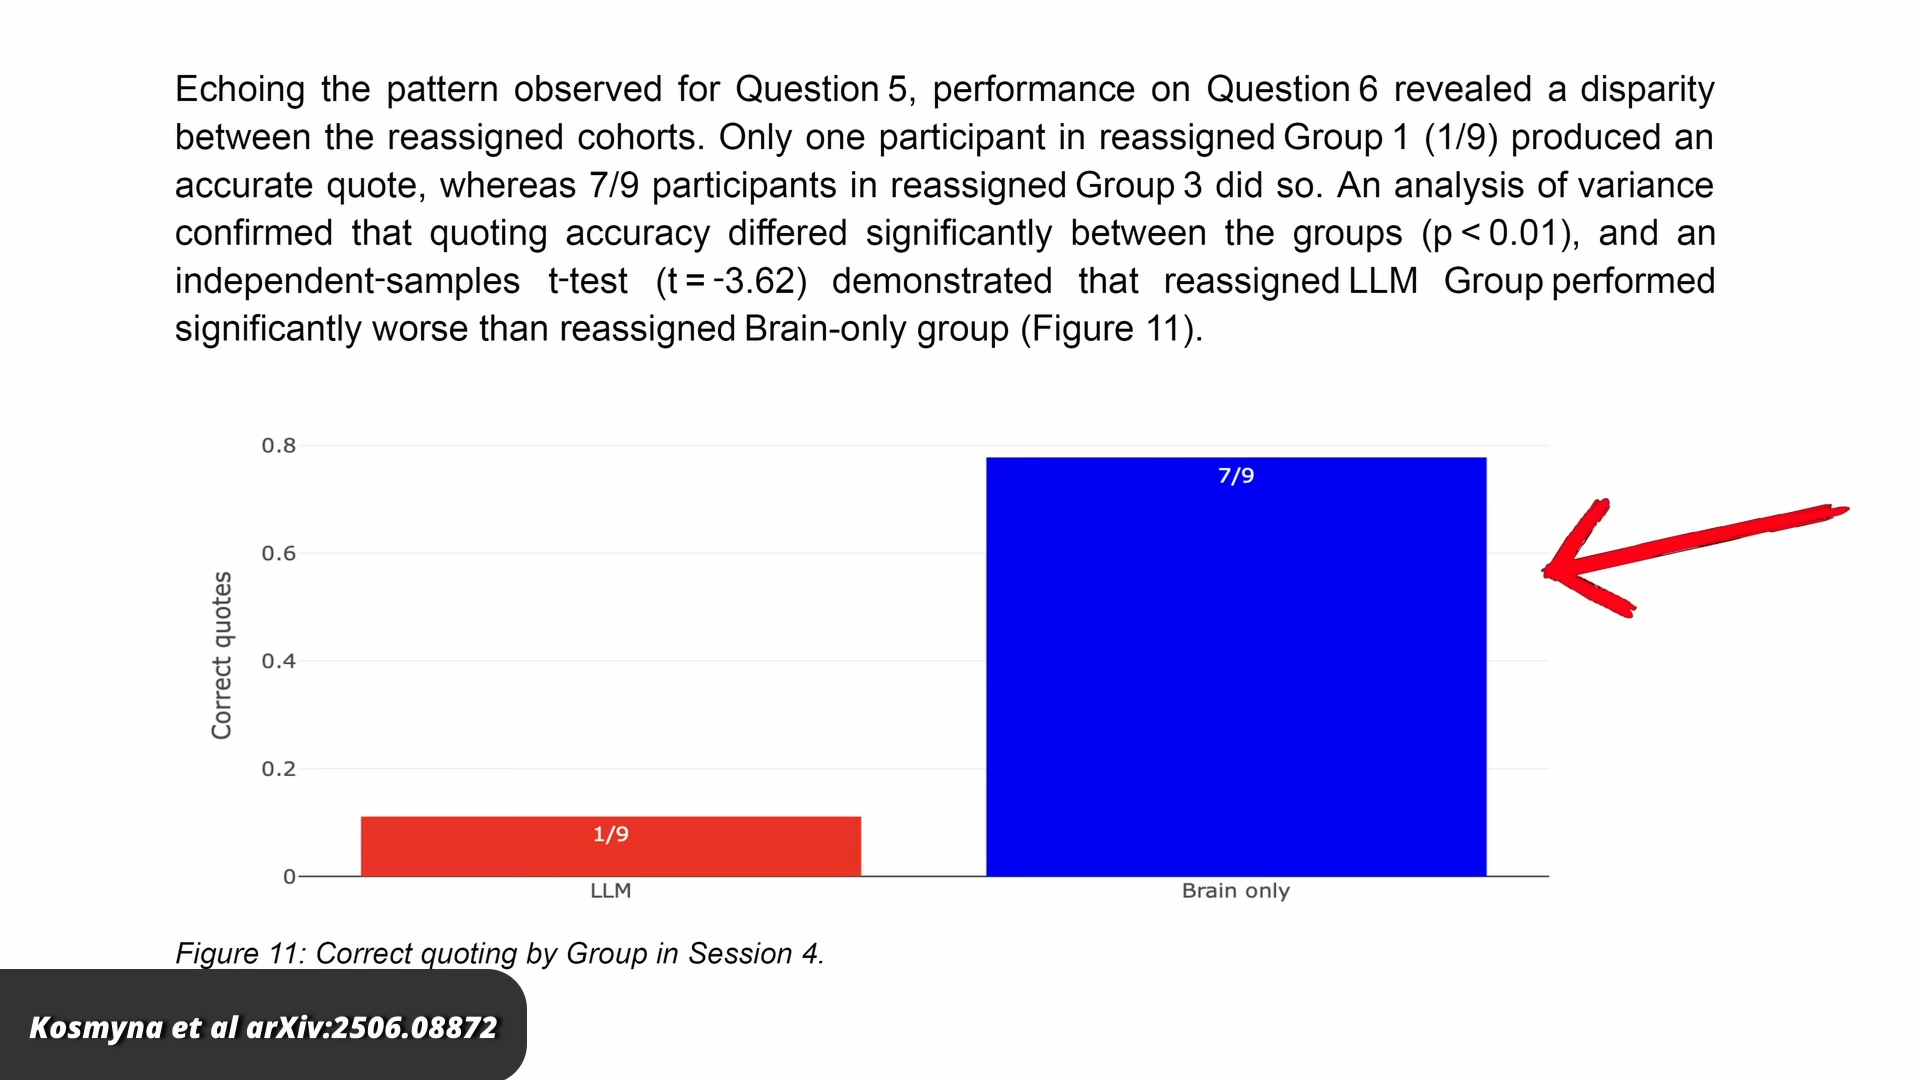 Echoing the pattern observed for Question 5, performance on Question 6 revealed a disparity
between the reassigned cohorts. Only one participant in reassigned Group 1 (1/9) produced an
accurate quote, whereas 7/9 participants in reassigned Group 3 did so. An analysis of variance
confirmed that quoting accuracy differed significantly between the groups (p < 0.01), and an
independent-samples t-test (t = -3.62) demonstrated that reassigned LLM Group performed
significantly worse than reassigned Brain-only group (Figure 11).
Correct quotes
0.8
0.6
0.4
0.2
0
7/9
1/9
LLM
Brain only
Figure 11: Correct quoting by Group in Session 4.
Kosmyna et al arXiv:2506.08872